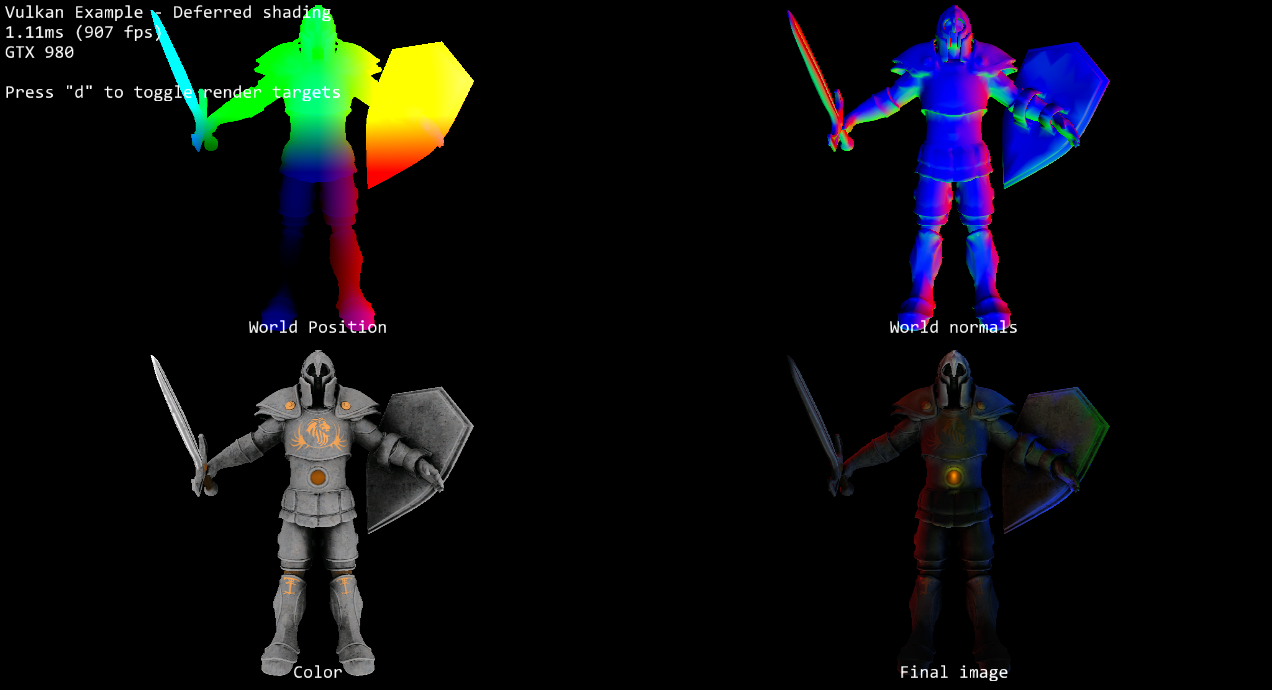 Vulkan Example - Deferred shading
1.11ms (907 fps)
GTX 980
Press "d" to toggle render targets
World Position
World normals
Color
Final image